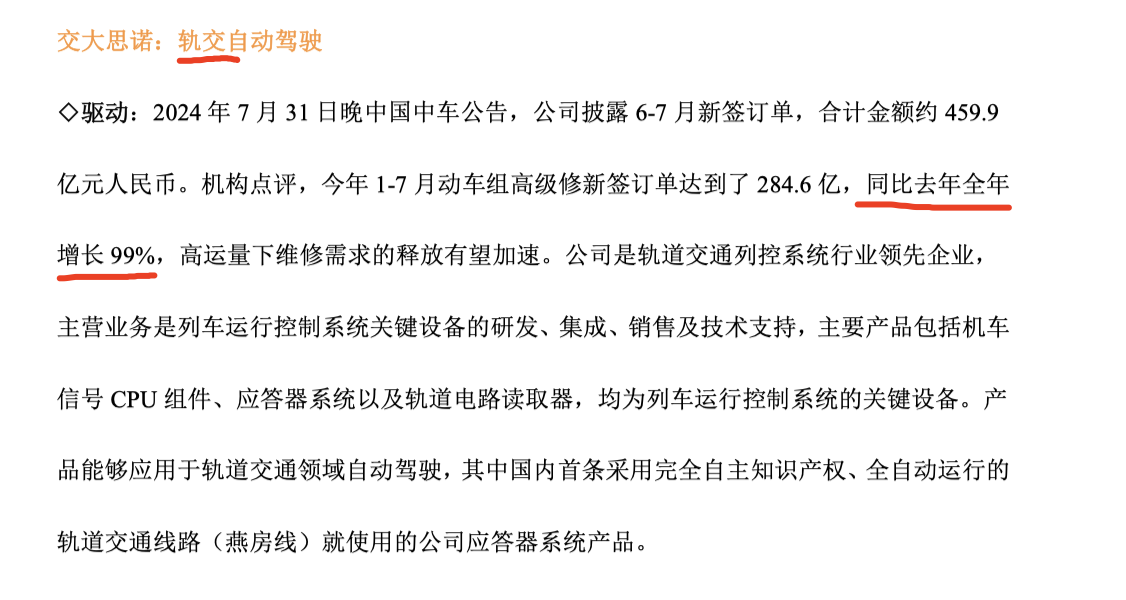 交大思诺：轨交自动驾驶
◇驱动：2024 年 7 月 31 日晚中国中车公告，公司披露 6-7 月新签订单，合计金额约 459.9
亿元人民币。机构点评，今年 1-7 月动车组高级修新签订单达到了 284.6 亿，同比去年全年
增长 99%，高运量下维修需求的释放有望加速。公司是轨道交通列控系统行业领先企业，
主营业务是列车运行控制系统关键设备的研发、集成、销售及技术支持，主要产品包括机车
信号 CPU 组件、应答器系统以及轨道电路读取器，均为列车运行控制系统的关键设备。产
品能够应用于轨道交通领域自动驾驶，其中国内首条采用完全自主知识产权、全自动运行的
轨道交通线路（燕房线）就使用的公司应答器系统产品。